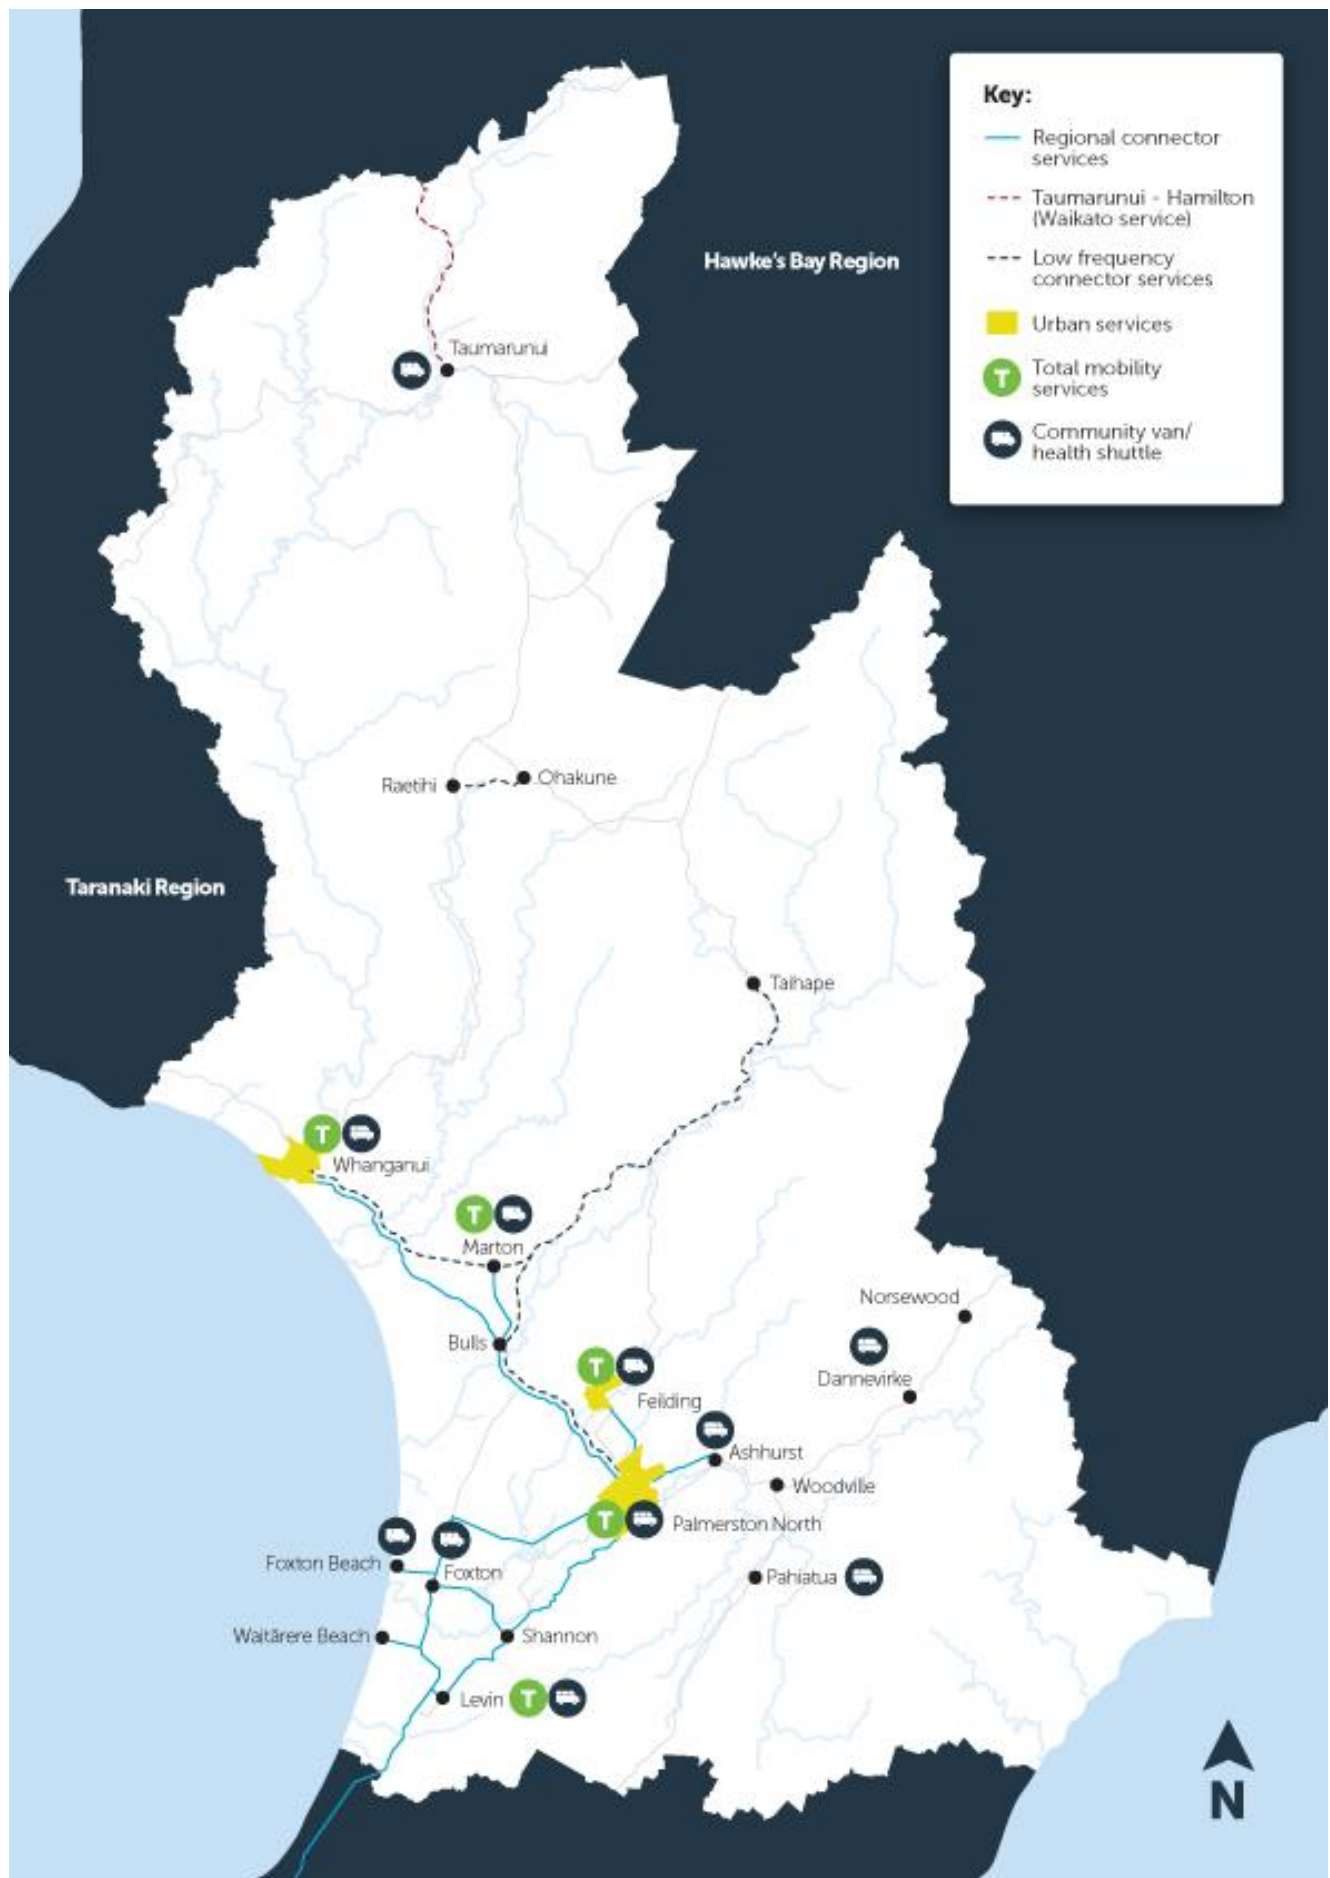 Key:
Regional connector
services
Taumarunui - Hamilton
(Waikato service)
Low frequency
connector services
Urban services
T
Total mobility
services
Community van/
health shuttle
Hawke's Bay Region
Taumarunui
Raetihi
Ohakune
Taranaki Region
Taihape
T
Whanganui
T
Marton
Norsewood
Bulls
T
Dannevirke
Feilding
Ashhurst
Woodville
T
Palmerston North
Foxton Beach
Foxton
Pahiatua
Waitārere Beach
Shannon
Levin
T
N